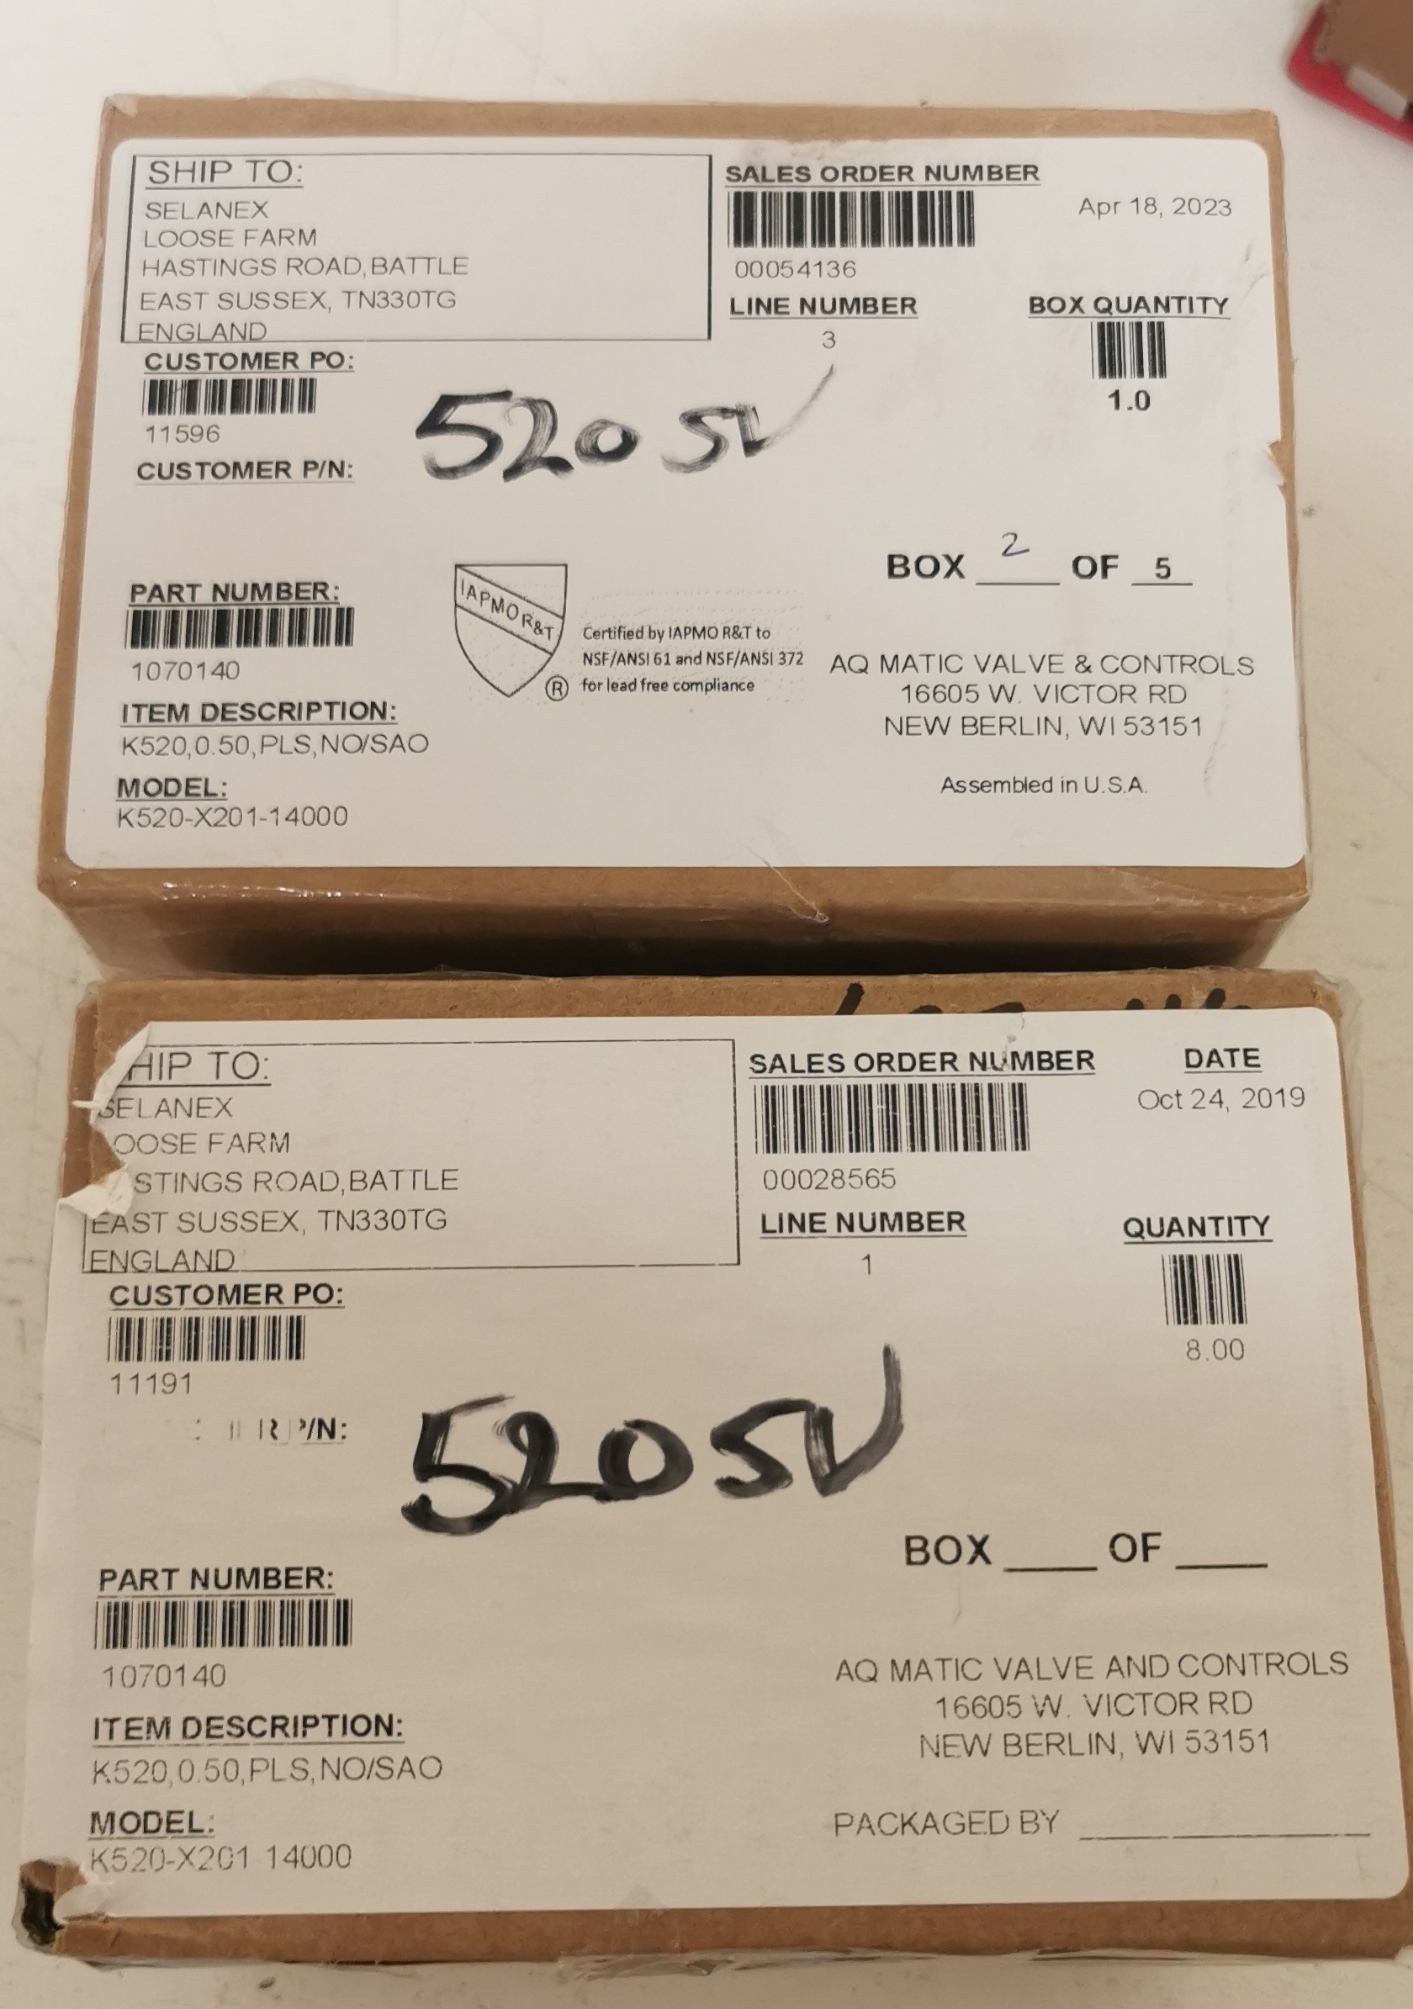 SHIP TO:
SELANEX
LOOSE FARM
HASTINGS ROAD,BATTLE
EAST SUSSEX, TN330TG
ENGLAND
SALES ORDER NUMBER
00054136
Apr 18, 2023
LINE NUMBER
3
BOX QUANTITY
1.0
CUSTOMER PO:
11596
CUSTOMER P/N:
520 SV
BOX 2 OF 5
PART NUMBER:
1070140
IAPMO R&T
®
Certified by IAPMO R&T to
NSF/ANSI 61 and NSF/ANSI 372
for lead free compliance
AQ MATIC VALVE & CONTROLS
16605 W. VICTOR RD
NEW BERLIN, WI 53151
ITEM DESCRIPTION:
K520,0.50,PLS,NO/SAO
MODEL:
K520-X201-14000
Assembled in U.S.A.
HIP TO:
SELANEX
OOSE FARM
STINGS ROAD,BATTLE
EAST SUSSEX, TN330TG
ENGLAND
SALES ORDER NUMBER
00028565
DATE
Oct 24, 2019
LINE NUMBER
1
QUANTITY
8.00
CUSTOMER PO:
11191
P/N:
520 SV
BOX ____ OF ____
PART NUMBER:
1070140
AQ MATIC VALVE AND CONTROLS
16605 W. VICTOR RD
NEW BERLIN, WI 53151
ITEM DESCRIPTION:
K520,0.50,PLS,NO/SAO
MODEL:
K520-X201 14000
PACKAGED BY ____